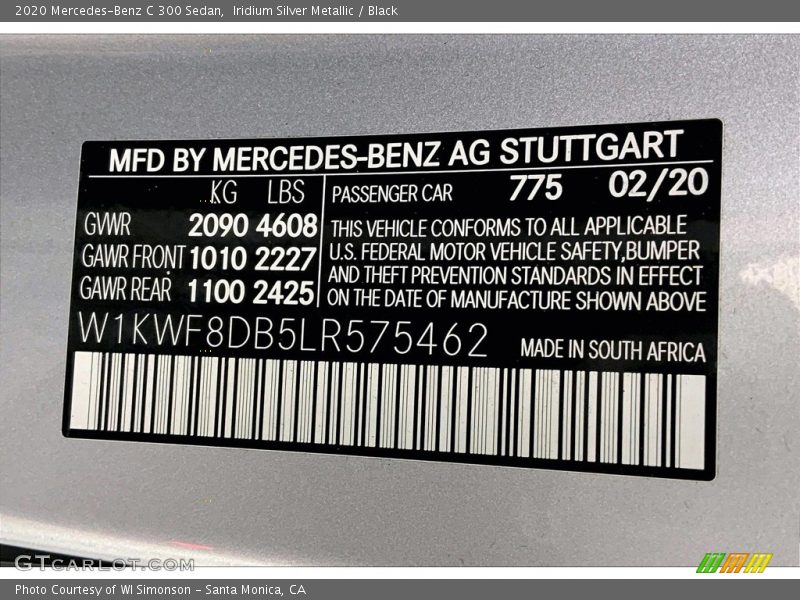 2020 Mercedes-Benz C 300 Sedan, Iridium Silver Metallic / Black
MFD BY MERCEDES-BENZ AG STUTTGART
KG LBS
GVWR 2090 4608
GAWR FRONT 1010 2227
GAWR REAR 1100 2425
PASSENGER CAR 775 02/20
THIS VEHICLE CONFORMS TO ALL APPLICABLE
U.S. FEDERAL MOTOR VEHICLE SAFETY,BUMPER
AND THEFT PREVENTION STANDARDS IN EFFECT
ON THE DATE OF MANUFACTURE SHOWN ABOVE
W1KWF8DB5LR575462
MADE IN SOUTH AFRICA
GTCARLOT.COM
Photo Courtesy of WI Simonson - Santa Monica, CA